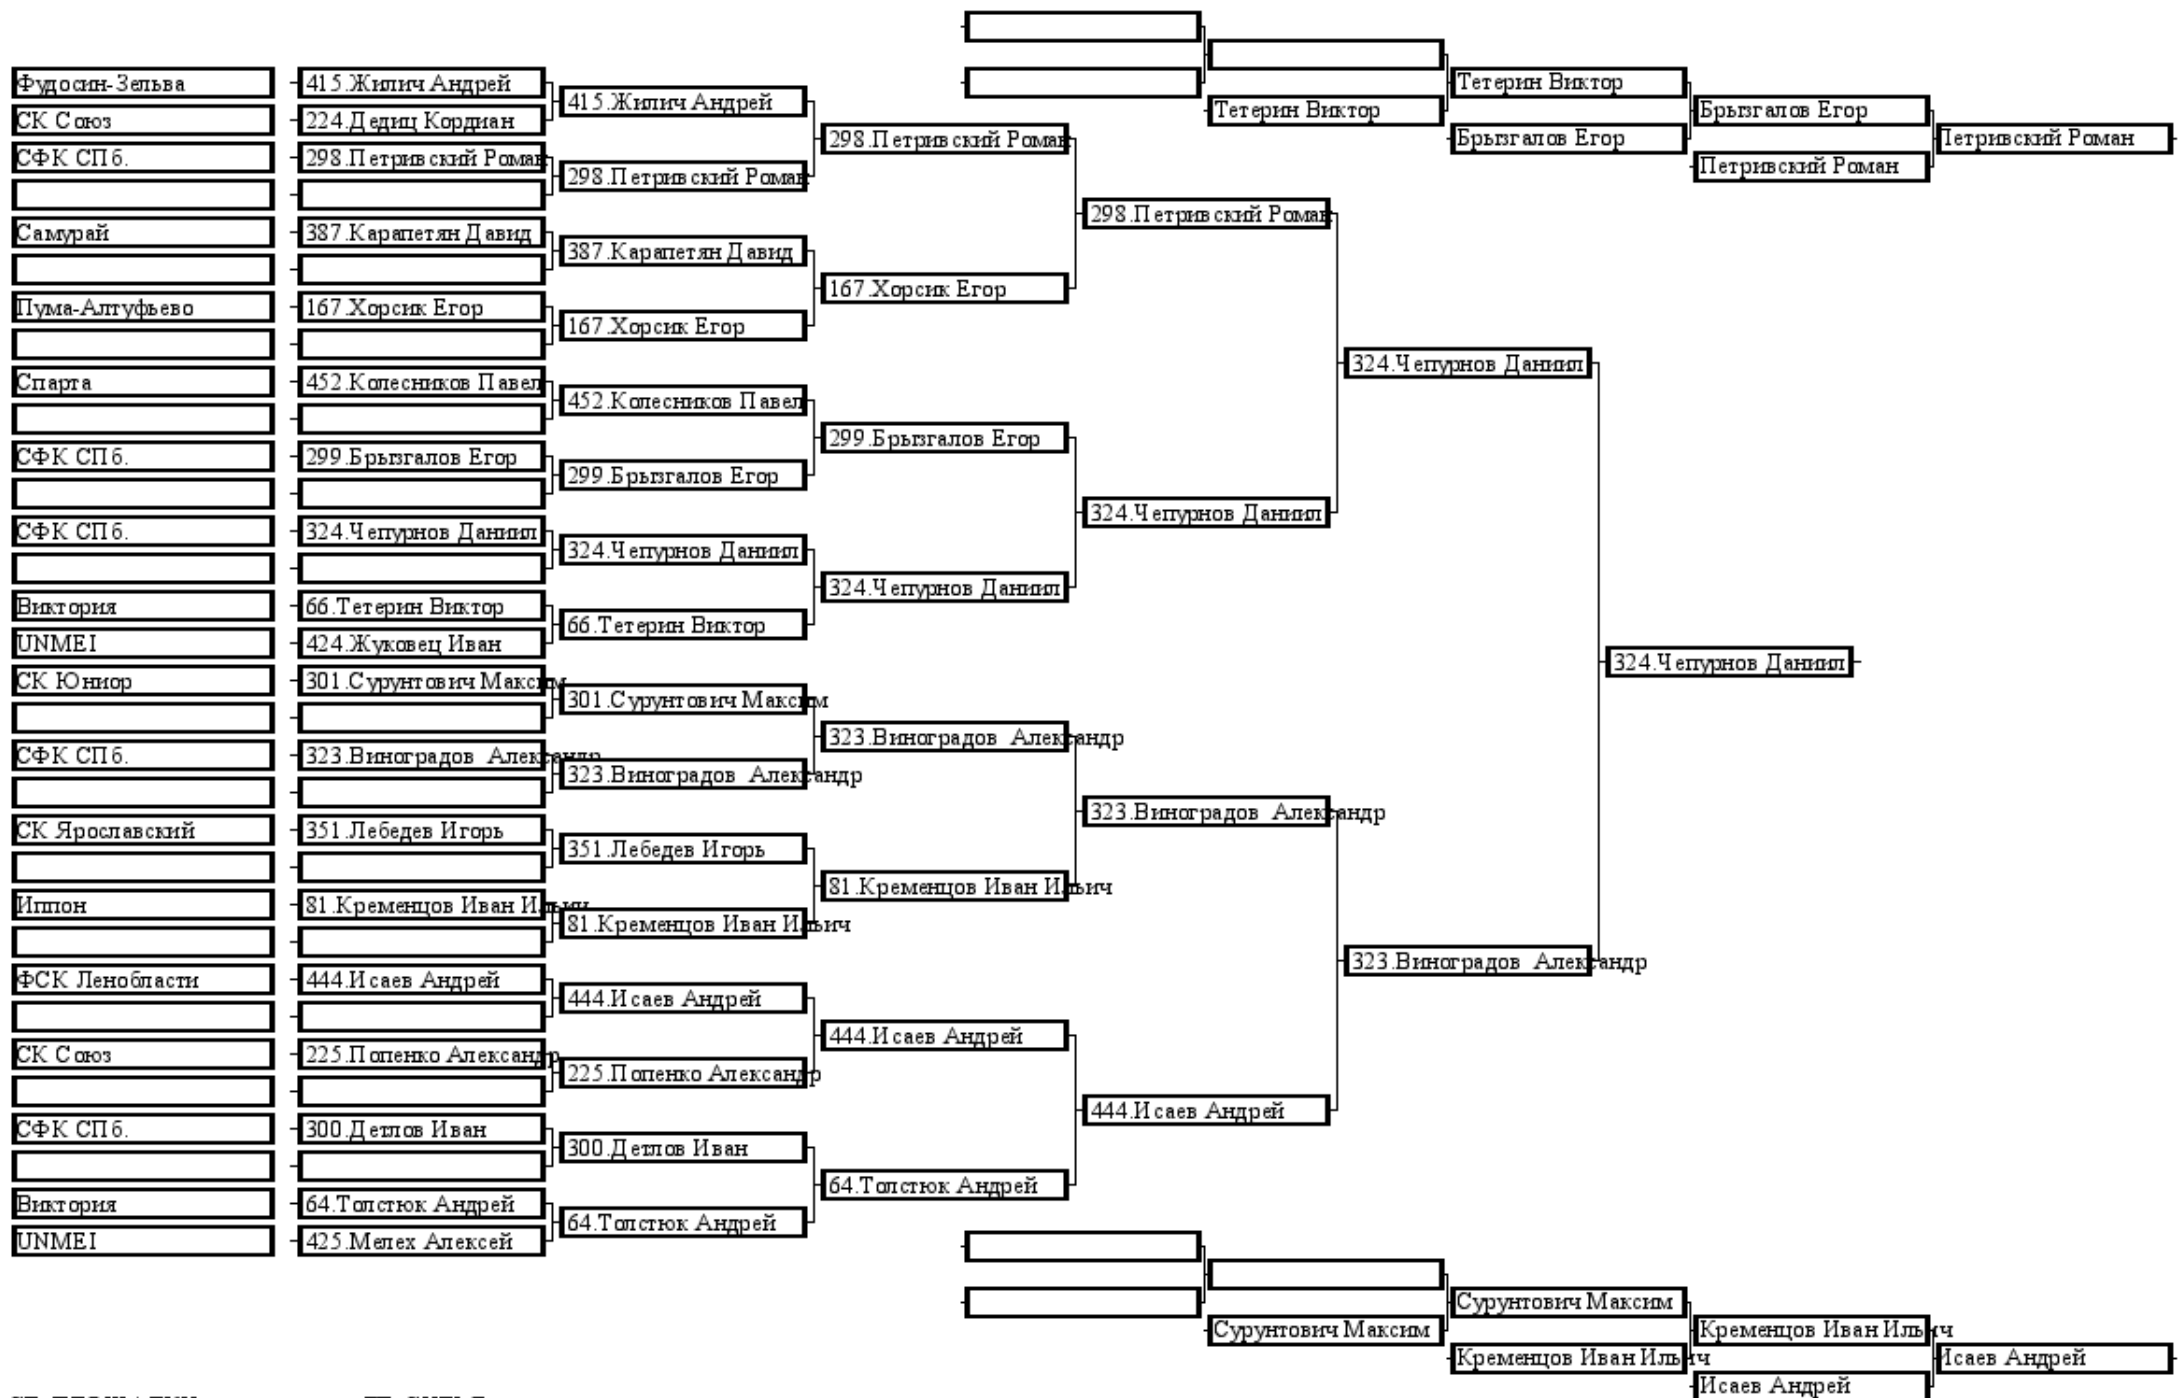 Тетерин Виктор
Тетерин Виктор
Брызгалов Егор
Брызгалов Егор
Петривский Роман
Петривский Роман
Фудосин-Зельва
415.Жилич Андрей
415.Жилич Андрей
СК Союз
224.Дедиц Кордиан
298.Петривский Роман
СФК СПб.
298.Петривский Роман
298.Петривский Роман
298.Петривский Роман
Самурай
387.Карапетян Давид
387.Карапетян Давид
167.Хорсик Егор
Пума-Алтуфьево
167.Хорсик Егор
167.Хорсик Егор
324.Чепурнов Даниил
Спарта
452.Колесников Павел
452.Колесников Павел
299.Брызгалов Егор
СФК СПб.
299.Брызгалов Егор
299.Брызгалов Егор
324.Чепурнов Даниил
СФК СПб.
324.Чепурнов Даниил
324.Чепурнов Даниил
324.Чепурнов Даниил
Виктория
66.Тетерин Виктор
66.Тетерин Виктор
UNMEI
424.Жуковец Иван
324.Чепурнов Даниил
СК Юниор
301.Сурунтович Максим
301.Сурунтович Максим
323.Виноградов Александр
СФК СПб.
323.Виноградов Александр
323.Виноградов Александр
323.Виноградов Александр
СК Ярославский
351.Лебедев Игорь
351.Лебедев Игорь
81.Кременцов Иван Ильич
Иппон
81.Кременцов Иван Ильич
81.Кременцов Иван Ильич
323.Виноградов Александр
ФСК Ленобласти
444.Исаев Андрей
444.Исаев Андрей
444.Исаев Андрей
СК Союз
225.Попенко Александр
225.Попенко Александр
444.Исаев Андрей
СФК СПб.
300.Детлов Иван
300.Детлов Иван
64.Толстюк Андрей
Виктория
64.Толстюк Андрей
64.Толстюк Андрей
UNMEI
425.Мелех Алексей
Сурунтович Максим
Сурунтович Максим
Кременцов Иван Ильич
Кременцов Иван Ильич
Исаев Андрей
Исаев Андрей